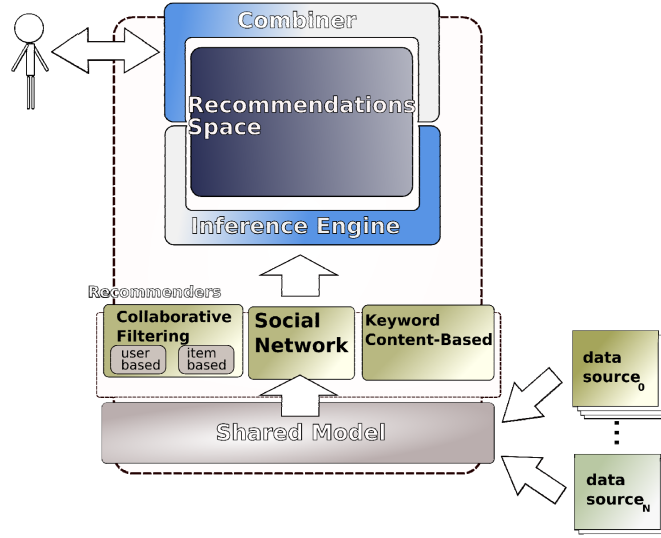 Combiner
Recommendations
Space
Inference Engine
Recommenders
Collaborative
Filtering
user
based
item
based
Social
Network
Keyword
Content-Based
Shared Model
data
source0
data
sourceN